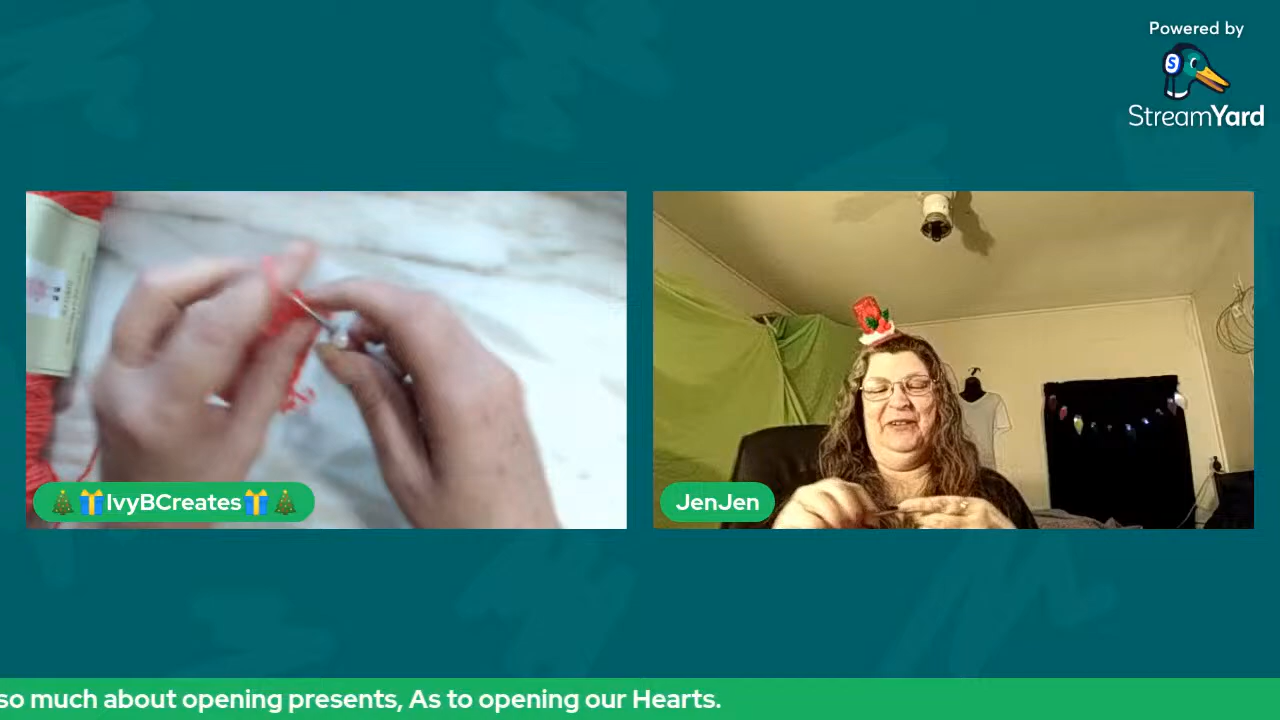 Powered by
S
StreamYard
🎄🎁IvyBCreates🎁🎄
JenJen
so much about opening presents, As to opening our Hearts.